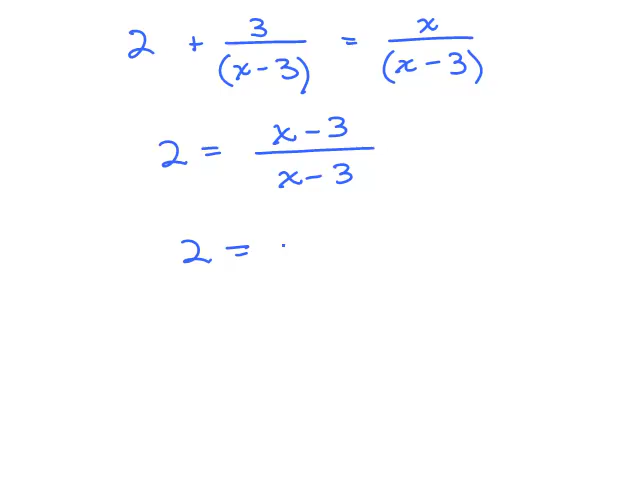 2 + 3/(x-3) = x/(x-3)
2 = x-3/x-3
2 =